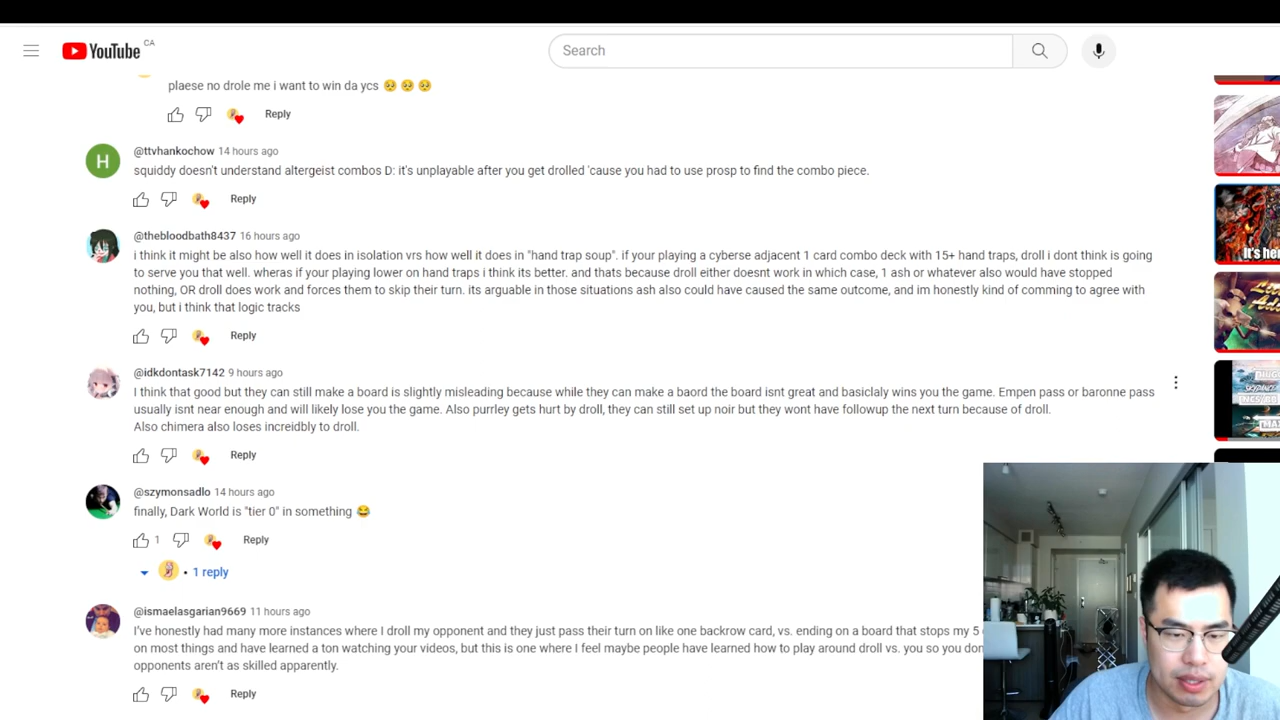 YouTube CA
Search
plaese no drole me i want to win da ycs 🥺 🥺 🥺
Reply
H
@ttvhankochow 14 hours ago
squiddy doesn't understand altergeist combos D: it's unplayable after you get drolled 'cause you had to use prosp to find the combo piece.
Reply
@thebloodbath8437 16 hours ago
i think it might be also how well it does in isolation vrs how well it does in "hand trap soup". if your playing a cyberse adjacent 1 card combo deck with 15+ hand traps, droll i dont think is going
to serve you that well. wheras if your playing lower on hand traps i think its better. and thats because droll either doesnt work in which case, 1 ash or whatever also would have stopped
nothing, OR droll does work and forces them to skip their turn. its arguable in those situations ash also could have caused the same outcome, and im honestly kind of comming to agree with
you, but i think that logic tracks
Reply
@idkdontask7142 9 hours ago
I think that good but they can still make a board is slightly misleading because while they can make a baord the board isnt great and basiclaly wins you the game. Empen pass or baronne pass
usually isnt near enough and will likely lose you the game. Also purrley gets hurt by droll, they can still set up noir but they wont have followup the next turn because of droll.
Also chimera also loses increidbly to droll.
Reply
@szymonsadlo 14 hours ago
finally, Dark World is "tier 0" in something 😂
1 Reply
• 1 reply
@ismaelasgarian9669 11 hours ago
I've honestly had many more instances where I droll my opponent and they just pass their turn on like one backrow card, vs. ending on a board that stops my 5
on most things and have learned a ton watching your videos, but this is one where I feel maybe people have learned how to play around droll vs. you so you don
opponents aren't as skilled apparently.
Reply
It's he